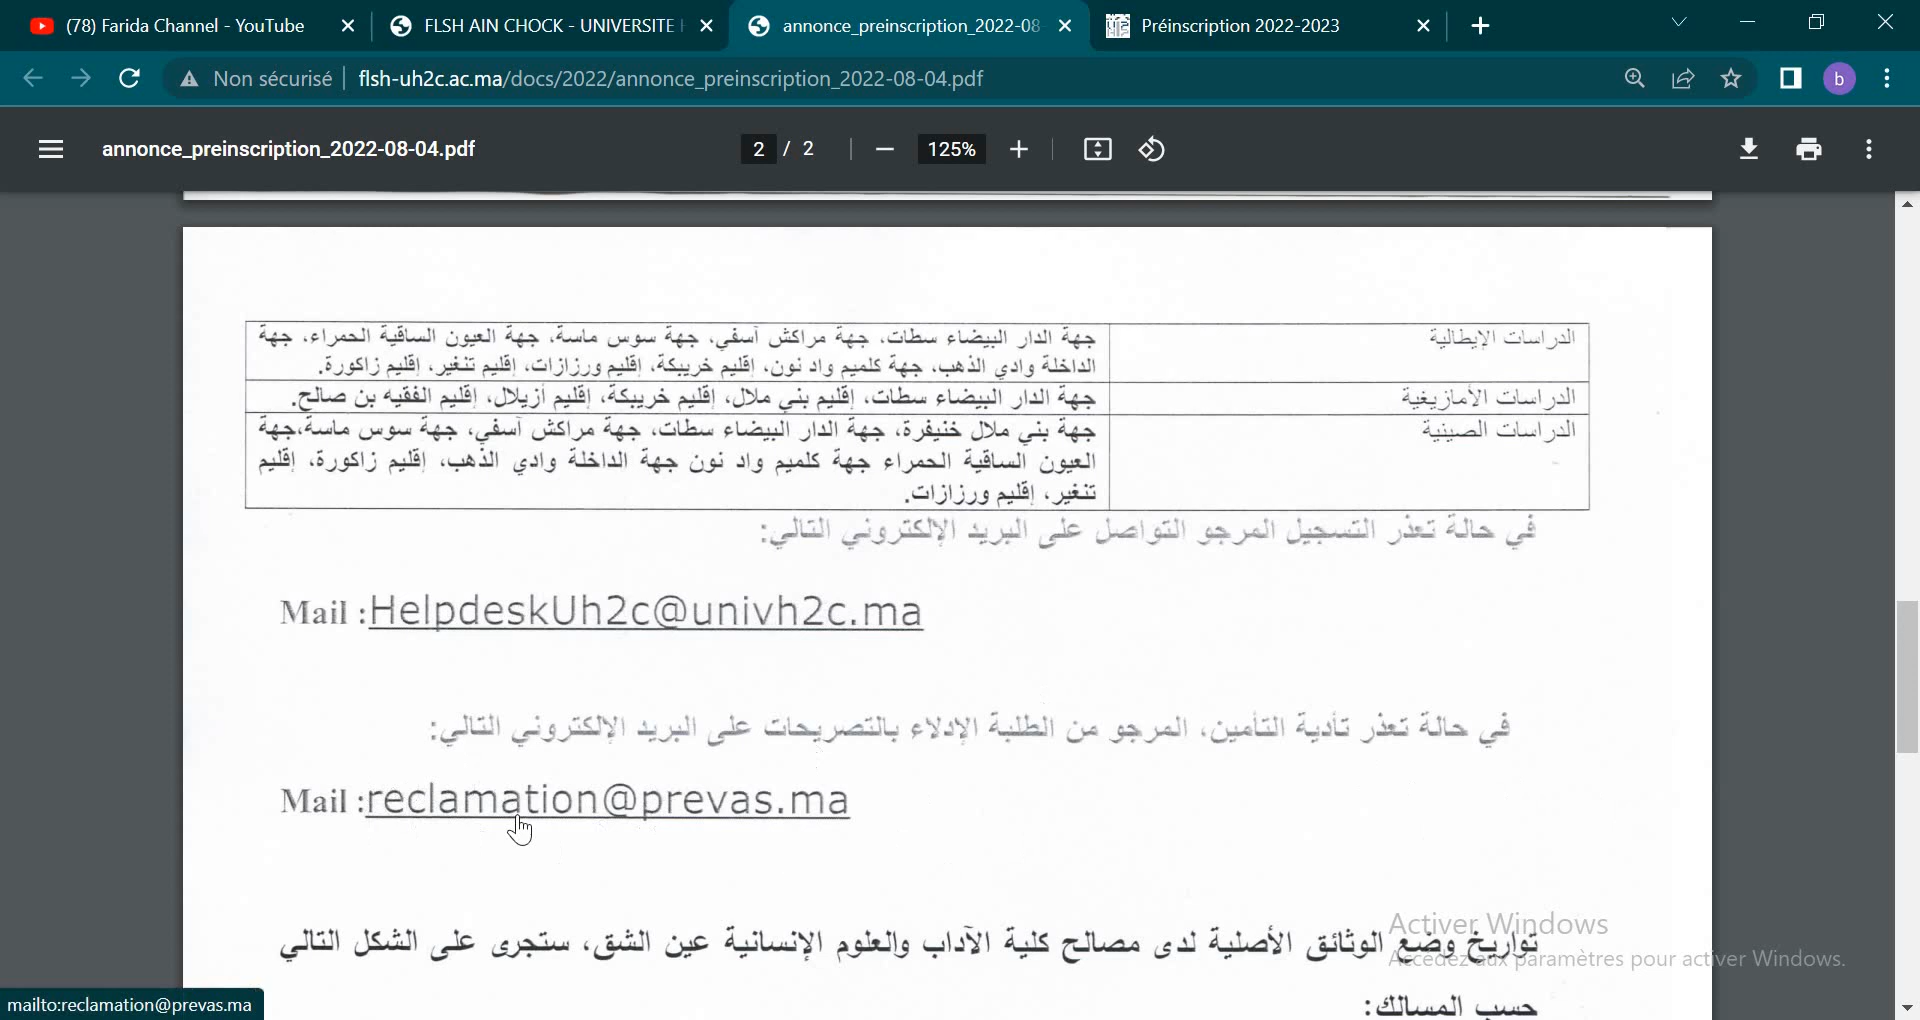 (78) Farida Channel - YouTube
FLSH AIN CHOCK - UNIVERSITE
annonce_preinscription_2022-08
Préinscription 2022-2023
Non sécurisé
flsh-uh2c.ac.ma/docs/2022/annonce_preinscription_2022-08-04.pdf
b
annonce_preinscription_2022-08-04.pdf
2 / 2
125%
الدراسات الإيطالية
جهة الدار البيضاء سطات، جهة مراكش آسفي، جهة سوس ماسة، جهة العيون الساقية الحمراء، جهة
الداخلة وادي الذهب، جهة كلميم واد نون، إقليم خريبكة، إقليم ورزازات، إقليم تنغير، إقليم زاكورة.
الدراسات الأمازيغية
جهة الدار البيضاء سطات، إقليم بني ملال، إقليم خريبكة، إقليم أزيلال، إقليم الفقيه بن صالح.
الدراسات الصينية
جهة بني ملال خنيفرة، جهة الدار البيضاء سطات، جهة مراكش آسفي، جهة سوس ماسة،جهة
العيون الساقية الحمراء جهة كلميم واد نون جهة الداخلة وادي الذهب، إقليم زاكورة، إقليم
تنغير، إقليم ورزازات.
في حالة تعذر التسجيل المرجو التواصل على البريد الإلكتروني التالي:
Mail :HelpdeskUh2c@univh2c.ma
في حالة تعذر تأدية التأمين، المرجو من الطلبة الإدلاء بالتصريحات على البريد الإلكتروني التالي:
Mail :reclamation@prevas.ma
Activer Windows
تواريخ وضع الوثائق الأصلية لدى مصالح كلية الآداب والعلوم الإنسانية عين الشق، ستجرى على الشكل التالي
Accédez aux paramètres pour activer Windows.
حسب المسالك:
mailto:reclamation@prevas.ma